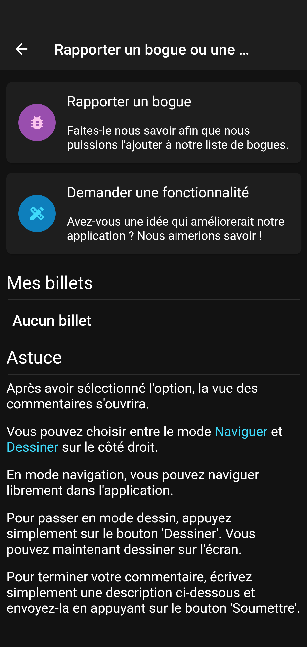 Rapporter un bogue ou une ...
Rapporter un bogue
Faites-le nous savoir afin que nous
puissions l'ajouter à notre liste de bogues.
Demander une fonctionnalité
Avez-vous une idée qui améliorerait notre
application ? Nous aimerions savoir !
Mes billets
Aucun billet
Astuce
Après avoir sélectionné l'option, la vue des
commentaires s'ouvrira.
Vous pouvez choisir entre le mode Naviguer et
Dessiner sur le côté droit.
En mode navigation, vous pouvez naviguer
librement dans l'application.
Pour passer en mode dessin, appuyez
simplement sur le bouton 'Dessiner'. Vous
pouvez maintenant dessiner sur l'écran.
Pour terminer votre commentaire, écrivez
simplement une description ci-dessous et
envoyez-la en appuyant sur le bouton 'Soumettre'.